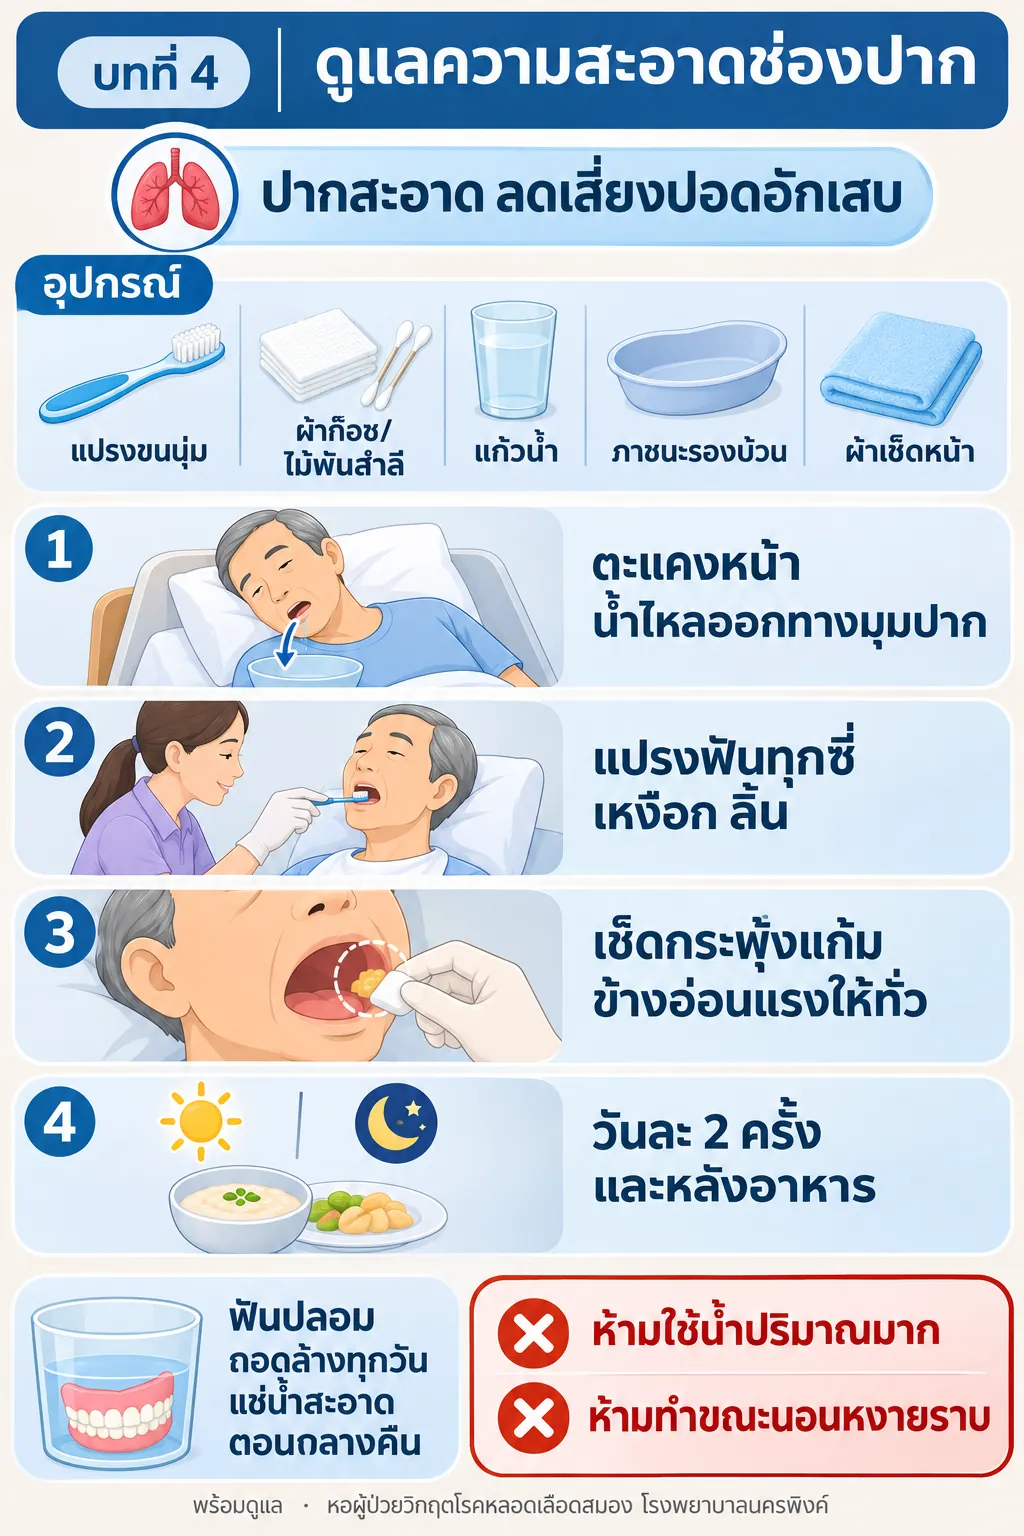 บทที่ 4
ดูแลความสะอาดช่องปาก
ปากสะอาด ลดเสี่ยงปอดอักเสบ
อุปกรณ์
แปรงขนนุ่ม
ผ้าก็อซ/
ไม้พันสำลี
แก้วน้ำ
ภาชนะรองบ้วน
ผ้าเช็ดหน้า
1
ตะแคงหน้า
น้ำไหลออกทางมุมปาก
2
แปรงฟันทุกซี่
เหงือก ลิ้น
3
เช็ดกระพุ้งแก้ม
ข้างอ่อนแรงให้ทั่ว
4
วันละ 2 ครั้ง
และหลังอาหาร
ฟันปลอม
ถอดล้างทุกวัน
แช่น้ำสะอาด
ตอนกลางคืน
ห้ามใช้น้ำปริมาณมาก
ห้ามทำขณะนอนหงายราบ
พร้อมดูแล · หอผู้ป่วยวิกฤตโรคหลอดเลือดสมอง โรงพยาบาลนครพิงค์